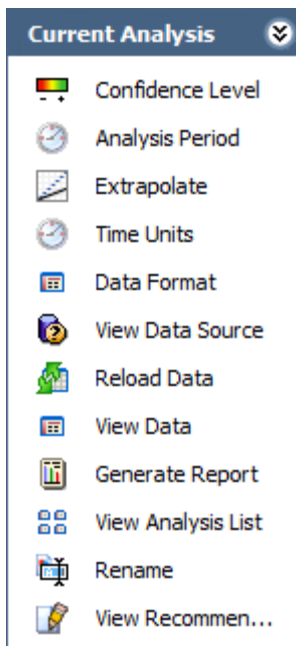 Current Analysis
- +
Confidence Level
Analysis Period
Extrapolate
Time Units
Data Format
View Data Source
Reload Data
View Data
Generate Report
View Analysis List
Rename
View Recommen...